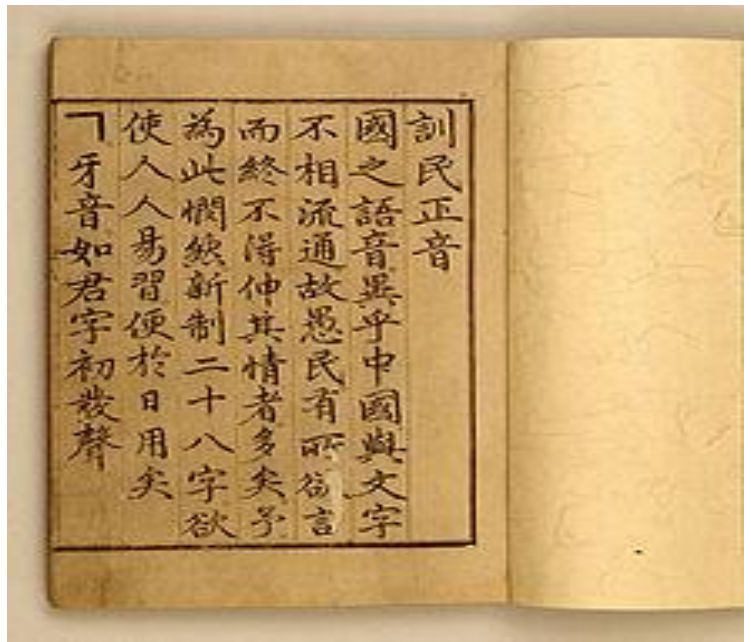 訓民正音
國之語音異乎中國與文字
不相流通故愚民有所欲言
而終不得伸其情者多矣予
為此憫然新制二十八字欲
使人人易習便於日用矣
ㄱ牙音如君字初發聲